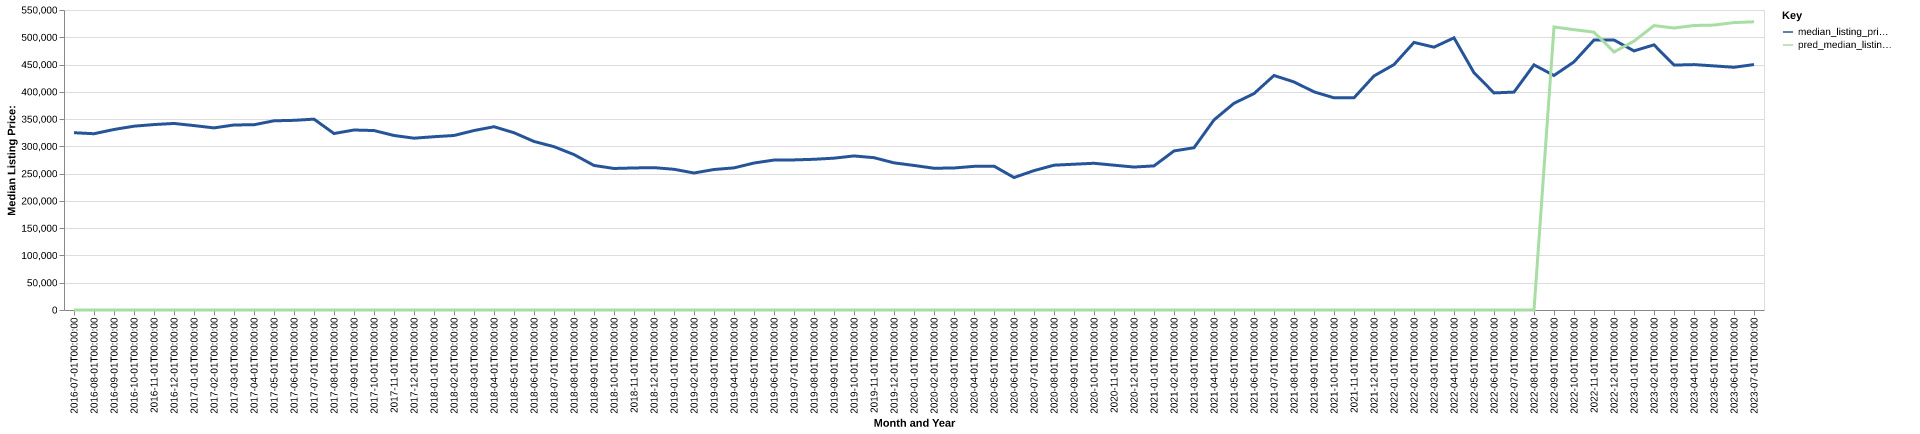 550,000
500,000
450,000
400,000
350,000
300,000
250,000
200,000
150,000
100,000
50,000
0
Median Listing Price:
2016-07-01T00:00:00
2016-08-01T00:00:00
2016-09-01T00:00:00
2016-10-01T00:00:00
2016-11-01T00:00:00
2016-12-01T00:00:00
2017-01-01T00:00:00
2017-02-01T00:00:00
2017-03-01T00:00:00
2017-04-01T00:00:00
2017-05-01T00:00:00
2017-06-01T00:00:00
2017-07-01T00:00:00
2017-08-01T00:00:00
2017-09-01T00:00:00
2017-10-01T00:00:00
2017-11-01T00:00:00
2017-12-01T00:00:00
2018-01-01T00:00:00
2018-02-01T00:00:00
2018-03-01T00:00:00
2018-04-01T00:00:00
2018-05-01T00:00:00
2018-06-01T00:00:00
2018-07-01T00:00:00
2018-08-01T00:00:00
2018-09-01T00:00:00
2018-10-01T00:00:00
2018-11-01T00:00:00
2018-12-01T00:00:00
2019-01-01T00:00:00
2019-02-01T00:00:00
2019-03-01T00:00:00
2019-04-01T00:00:00
2019-05-01T00:00:00
2019-06-01T00:00:00
2019-07-01T00:00:00
2019-08-01T00:00:00
2019-09-01T00:00:00
2019-10-01T00:00:00
2019-11-01T00:00:00
2019-12-01T00:00:00
2020-01-01T00:00:00
2020-02-01T00:00:00
2020-03-01T00:00:00
2020-04-01T00:00:00
2020-05-01T00:00:00
2020-06-01T00:00:00
2020-07-01T00:00:00
2020-08-01T00:00:00
2020-09-01T00:00:00
2020-10-01T00:00:00
2020-11-01T00:00:00
2020-12-01T00:00:00
2021-01-01T00:00:00
2021-02-01T00:00:00
2021-03-01T00:00:00
2021-04-01T00:00:00
2021-05-01T00:00:00
2021-06-01T00:00:00
2021-07-01T00:00:00
2021-08-01T00:00:00
2021-09-01T00:00:00
2021-10-01T00:00:00
2021-11-01T00:00:00
2021-12-01T00:00:00
2022-01-01T00:00:00
2022-02-01T00:00:00
2022-03-01T00:00:00
2022-04-01T00:00:00
2022-05-01T00:00:00
2022-06-01T00:00:00
2022-07-01T00:00:00
2022-08-01T00:00:00
2022-09-01T00:00:00
2022-10-01T00:00:00
2022-11-01T00:00:00
2022-12-01T00:00:00
2023-01-01T00:00:00
2023-02-01T00:00:00
2023-03-01T00:00:00
2023-04-01T00:00:00
2023-05-01T00:00:00
2023-06-01T00:00:00
2023-07-01T00:00:00
Month and Year
Key
median_listing_pri…
pred_median_listin…